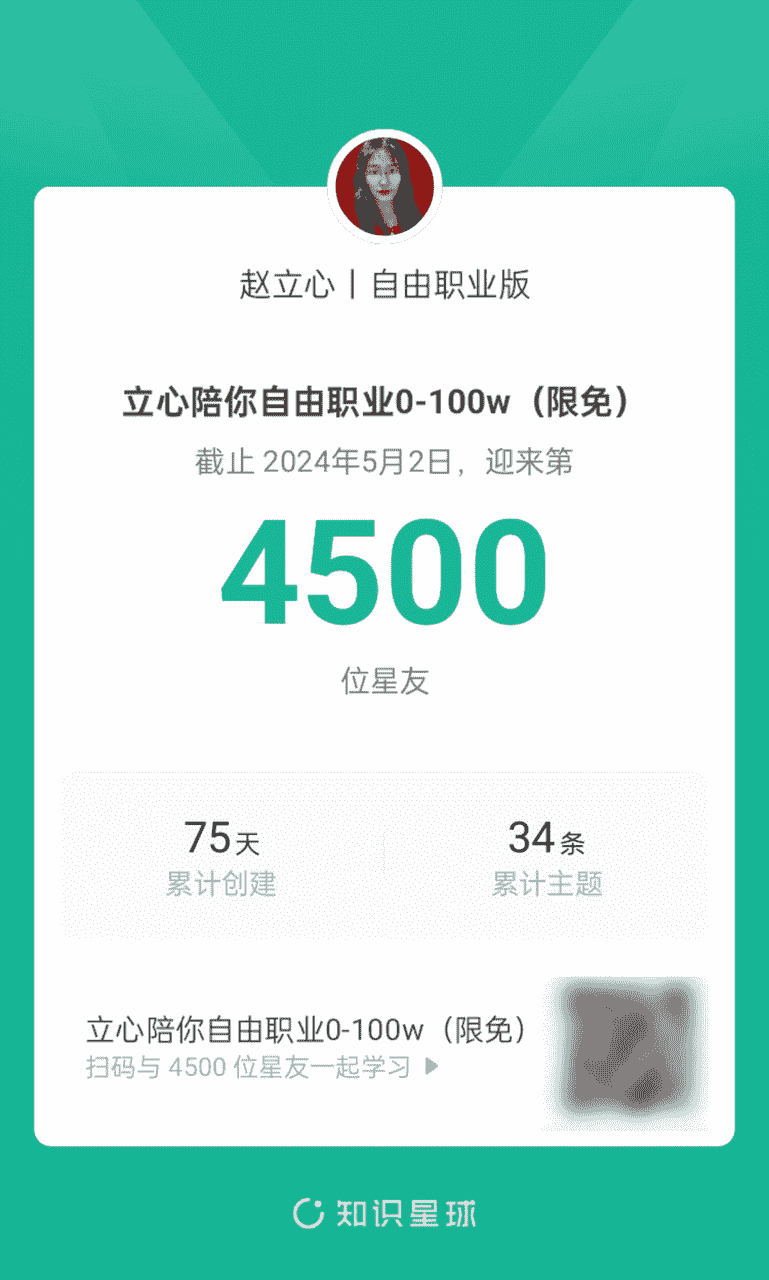 赵立心丨自由职业版
立心陪你自由职业0-100w（限免）
截止 2024年5月2日，迎来第
4500
位星友
75天
累计创建
34条
累计主题
立心陪你自由职业0-100w（限免）
扫码与 4500 位星友一起学习 ▶
知识星球